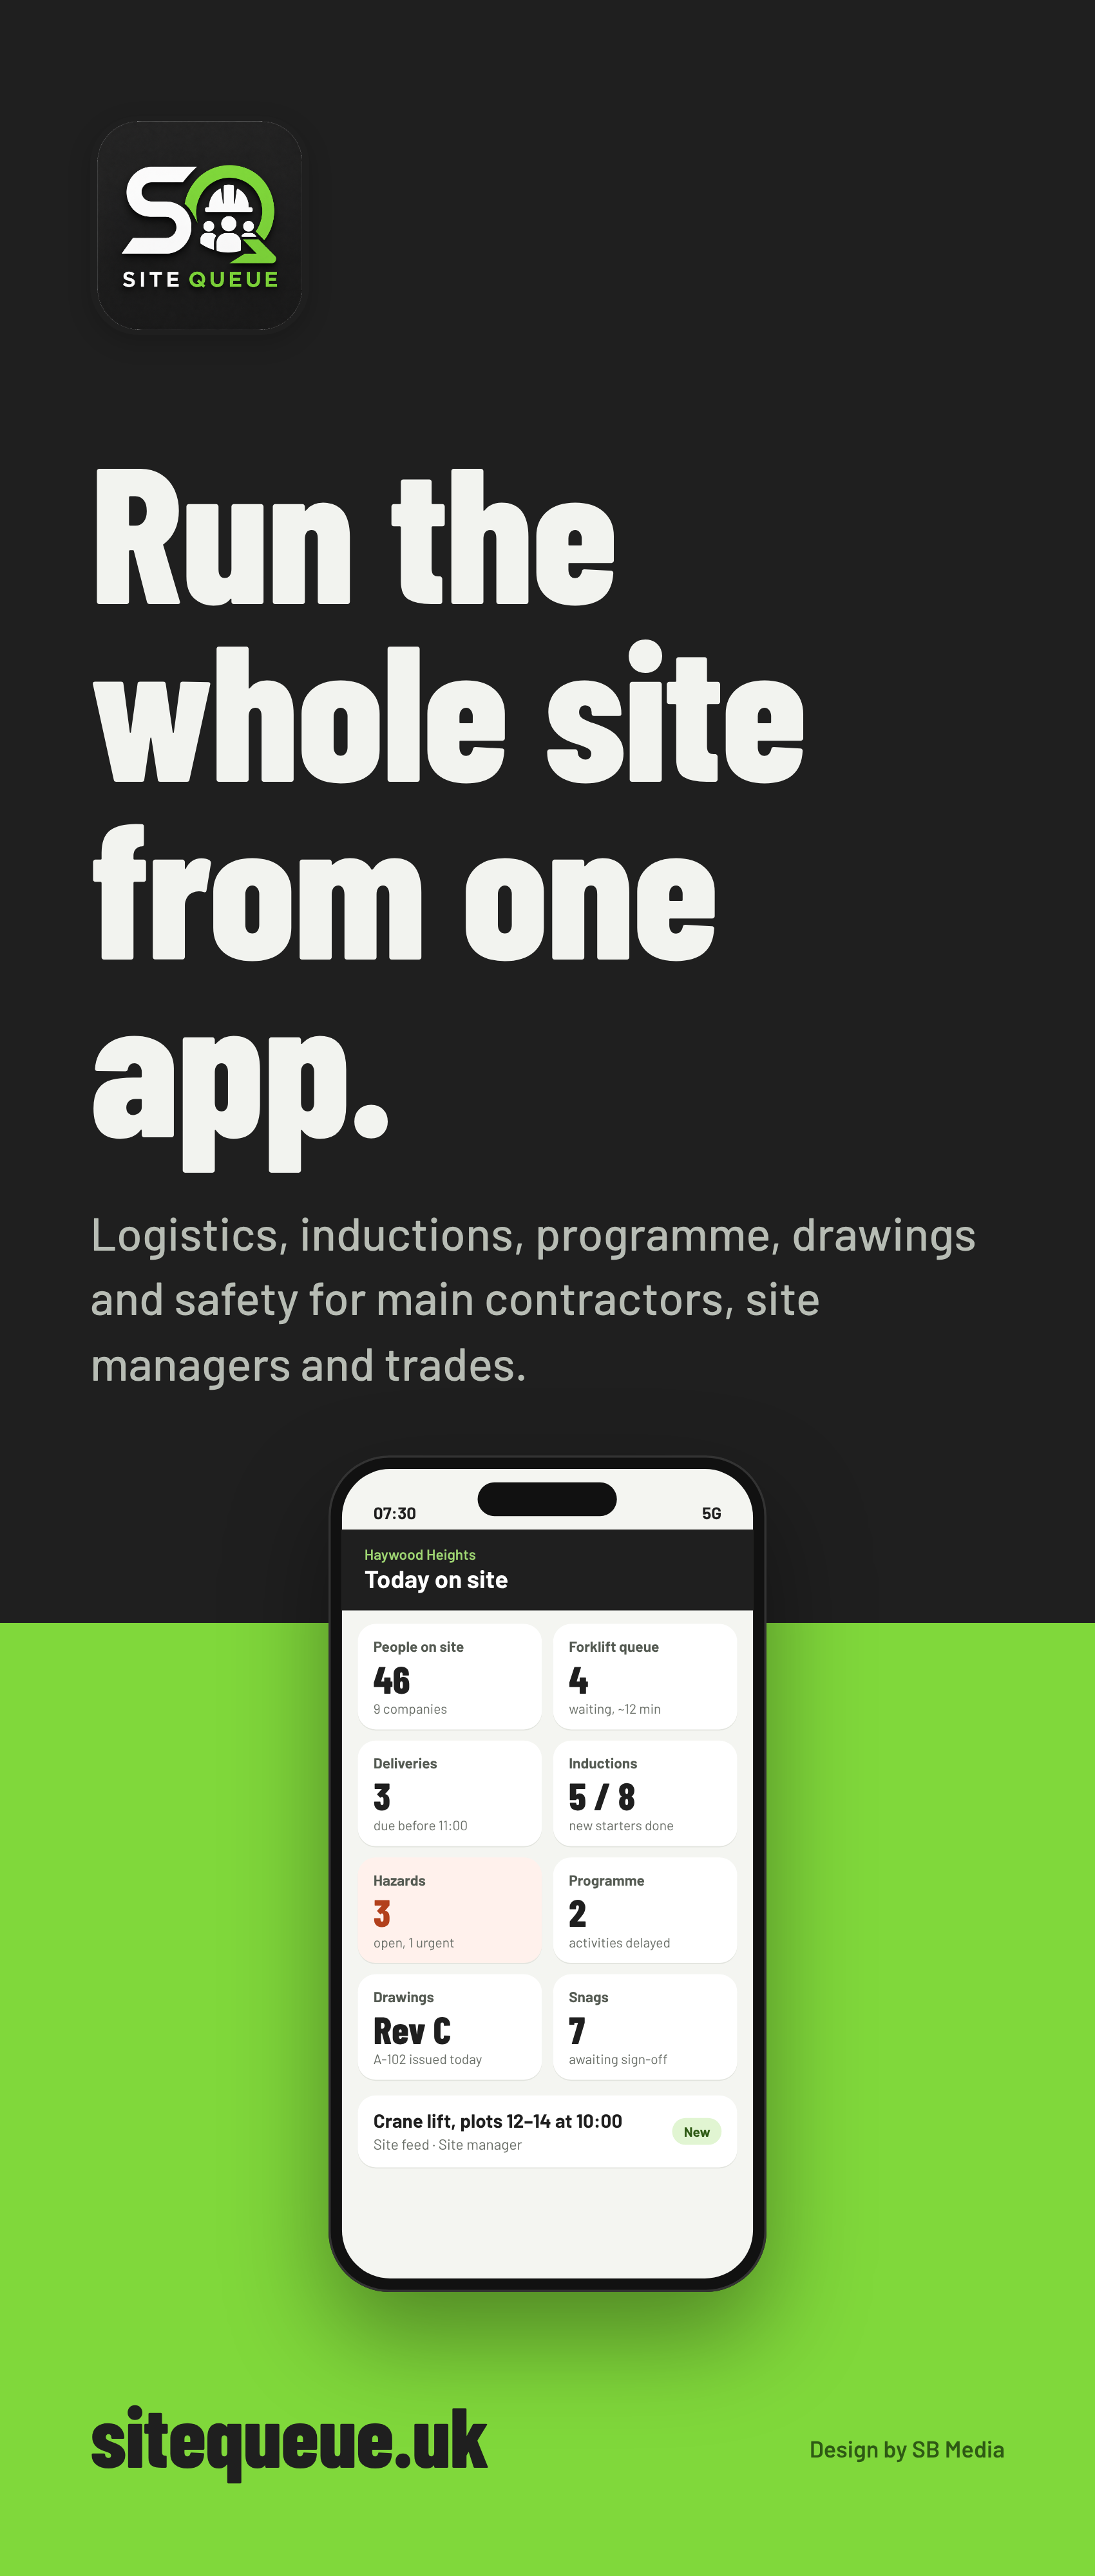 SQ
SITE QUEUE
Run the
whole site
from one
app.
Logistics, inductions, programme, drawings
and safety for main contractors, site
managers and trades.
07:30 5G
Haywood Heights
Today on site
People on site
46
9 companies
Forklift queue
4
waiting, ~12 min
Deliveries
3
due before 11:00
Inductions
5 / 8
new starters done
Hazards
3
open, 1 urgent
Programme
2
activities delayed
Drawings
Rev C
A-102 issued today
Snags
7
awaiting sign-off
Crane lift, plots 12–14 at 10:00
Site feed · Site manager
New
sitequeue.uk
Design by SB Media